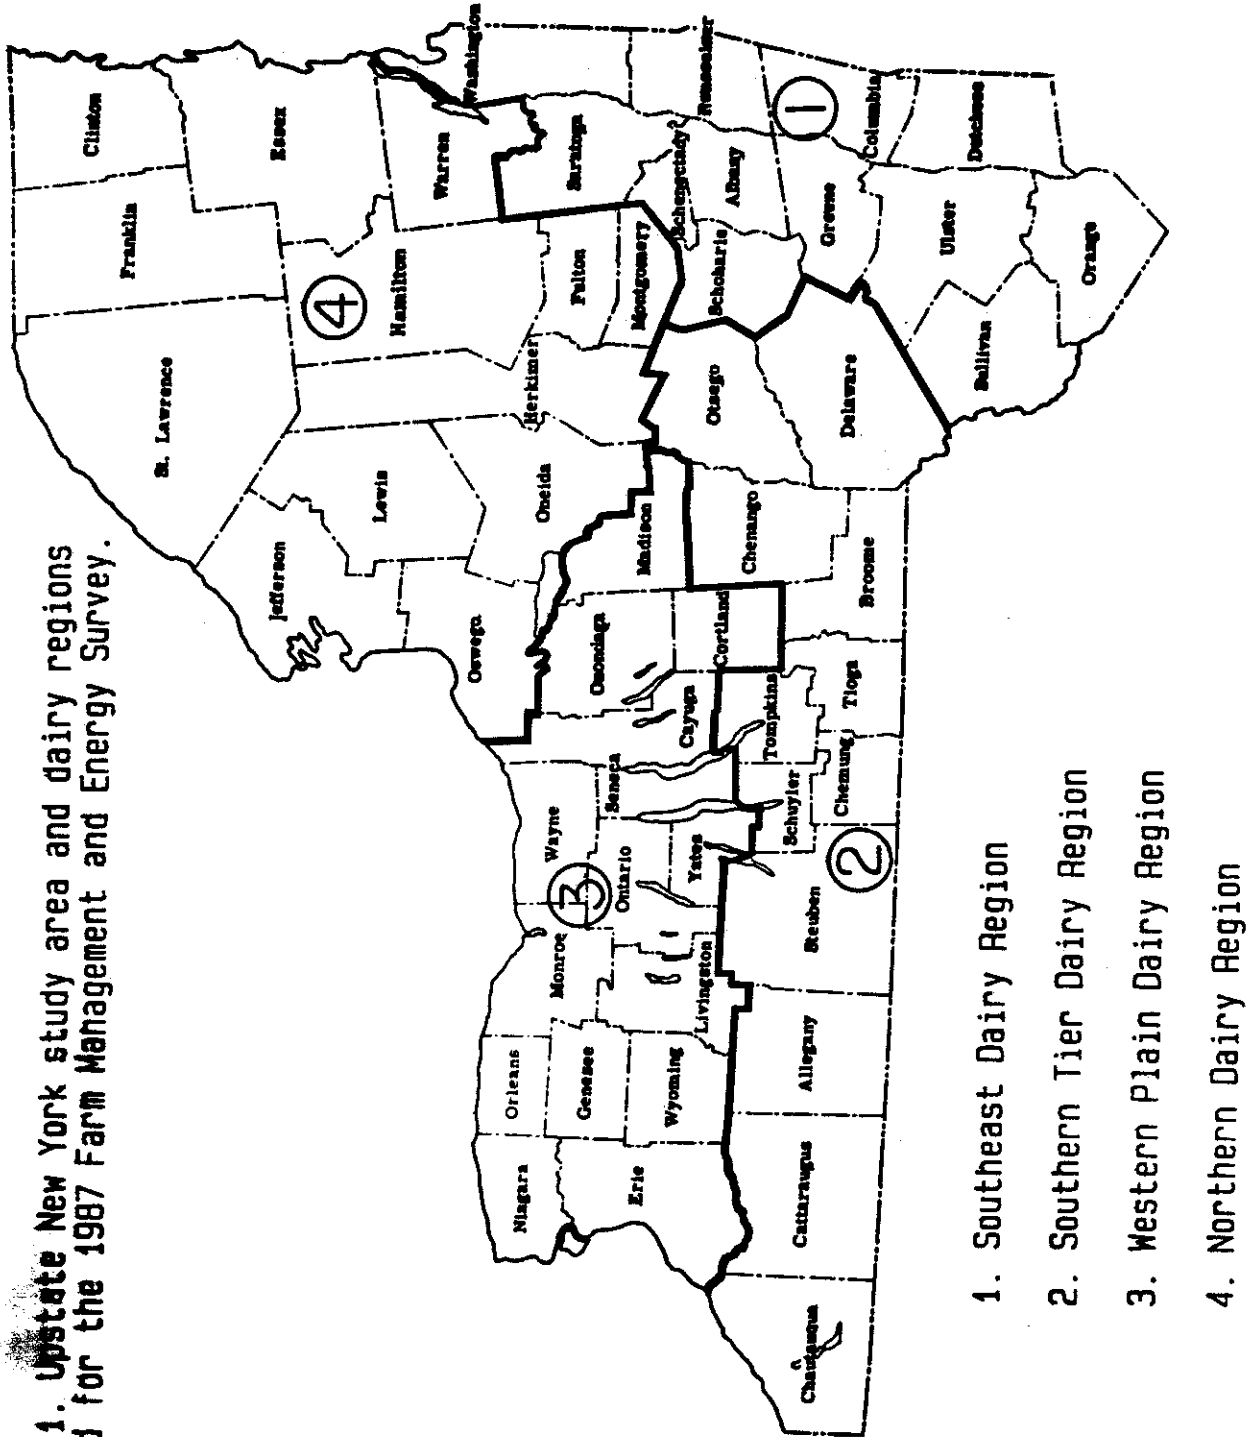 1. Upstate New York study area and dairy regions
for the 1987 Farm Management and Energy Survey.
Clinton
Franklin
Essex
St. Lawrence
4
Hamilton
Warren
Washington
Jefferson
Lewis
Herkimer
Fulton
Saratoga
Oswego
Oneida
Montgomery
Schenectady
Rensselaer
Niagara
Orleans
Monroe
Wayne
3
Onondaga
Madison
Otsego
Schoharie
Albany
1
Genesee
Ontario
Seneca
Erie
Wyoming
Livingston
Yates
Cayuga
Cortland
Chenango
Delaware
Greene
Columbia
Chautauqua
Cattaraugus
Allegany
Steuben
2
Schuyler
Tompkins
Chemung
Tioga
Broome
Ulster
Dutchess
Sullivan
Orange
1. Southeast Dairy Region
2. Southern Tier Dairy Region
3. Western Plain Dairy Region
4. Northern Dairy Region